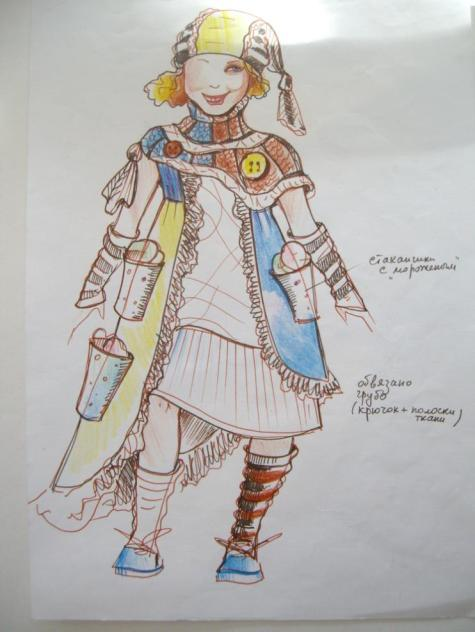 стаканчики
с "мороженым"
обвязано
грубо
(крючок + полоски
ткани)